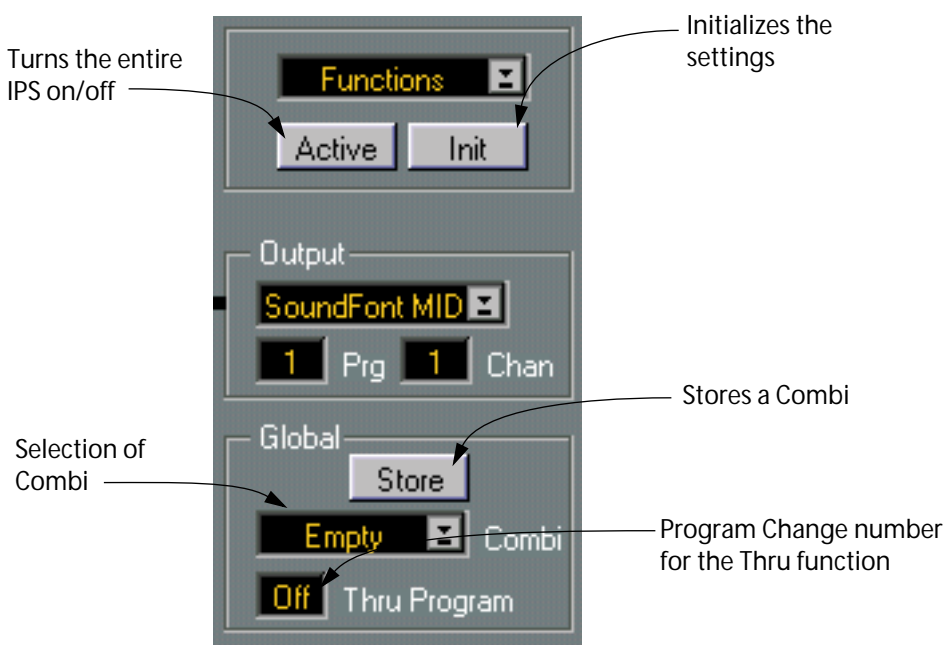 Initializes the
settings
Turns the entire
IPS on/off
Functions
Active Init
Output
SoundFont MID
1 Prg 1 Chan
Stores a Combi
Global
Selection of
Combi
Store
Empty Combi
Program Change number
for the Thru function
Off Thru Program